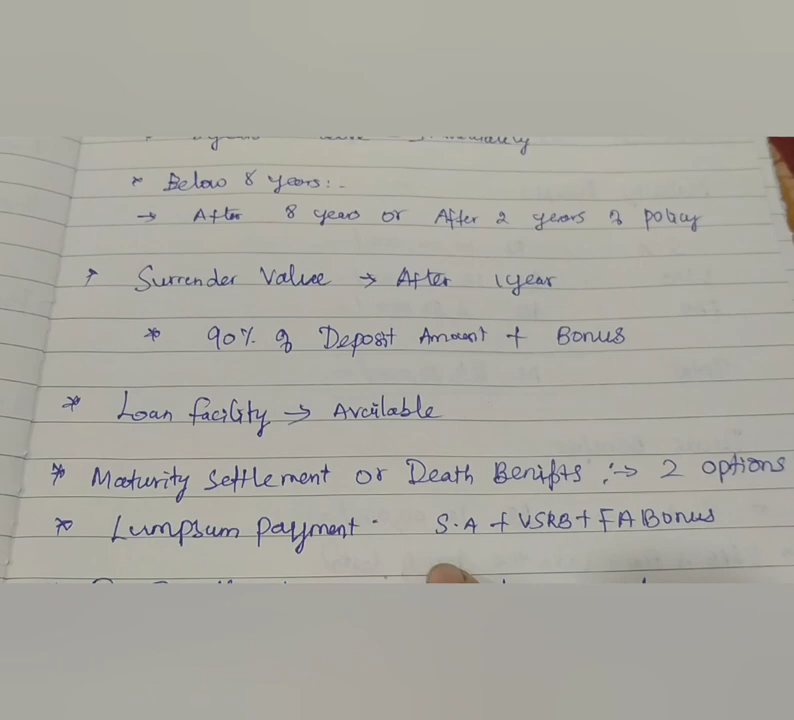 * Below 8 years:-
→ After 8 years or After 2 years of policy
* Surrender Value → After 1 year
* 90% of Deposit Amount + Bonus
* Loan facility → Available
* Maturity Settlement or Death Benifts :→ 2 options
* Lumpsum payment. S.A + VSRB + FA Bonus